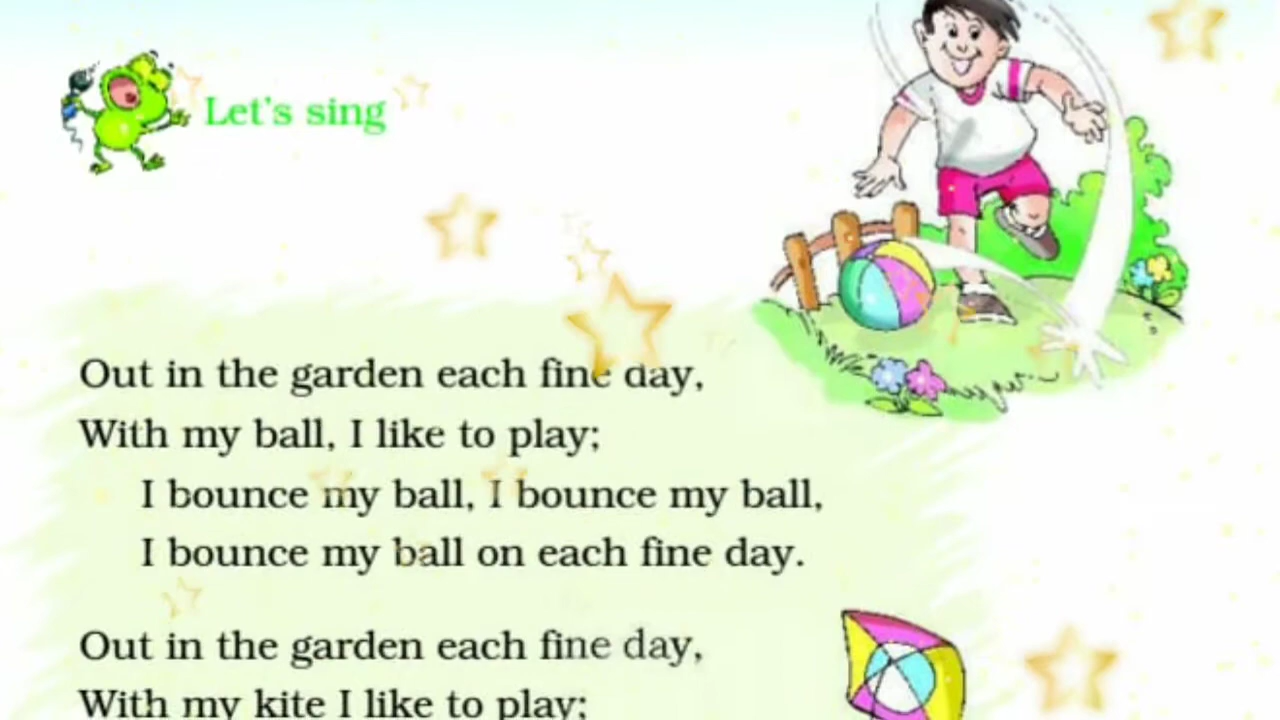 Let's sing
Out in the garden each fine day,
With my ball, I like to play;
I bounce my ball, I bounce my ball,
I bounce my ball on each fine day.
Out in the garden each fine day,
With my kite I like to play;